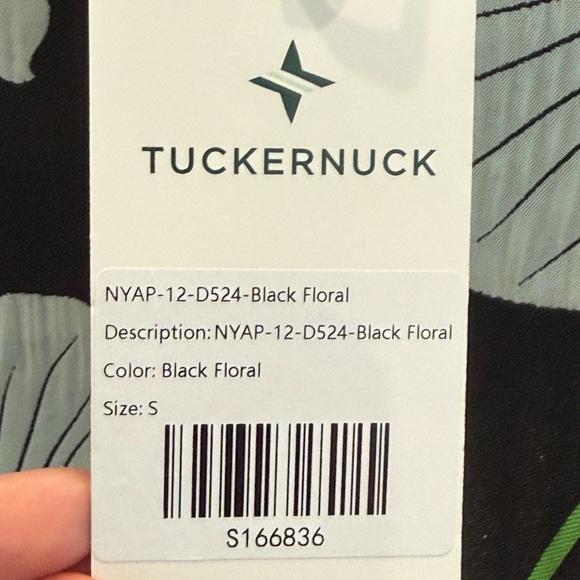 TUCKERNUCK
NYAP-12-D524-Black Floral
Description: NYAP-12-D524-Black Floral
Color: Black Floral
Size: S
S166836